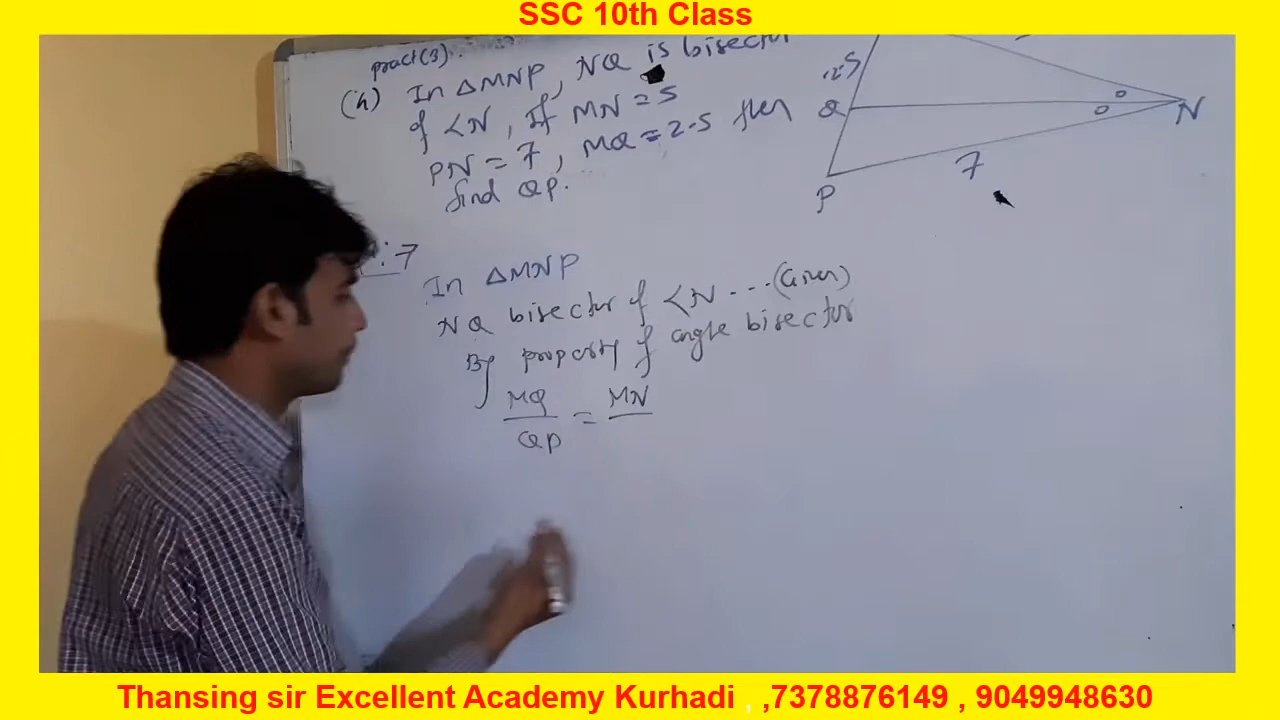 SSC 10th Class
pract(3).
(4) In △MNP, NQ is bisector
of <N, If MN = 5
PN = 7, MQ = 2.5 then
find QP.
2.5
Q
N
P
7
: 7
In △MNP
NQ bisector of <N --- (Given)
By property of angle bisector
MQ/QP = MN
Thansing sir Excellent Academy Kurhadi , ,7378876149 , 9049948630